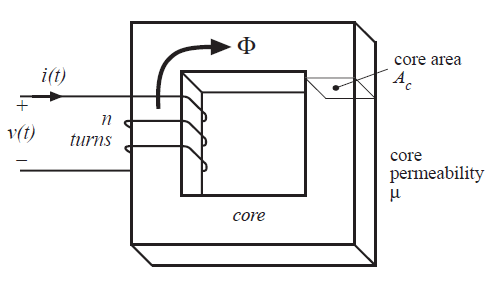 Φ
core area
A_c
i(t)
+
n
v(t)
turns
−
core
permeability
μ
core